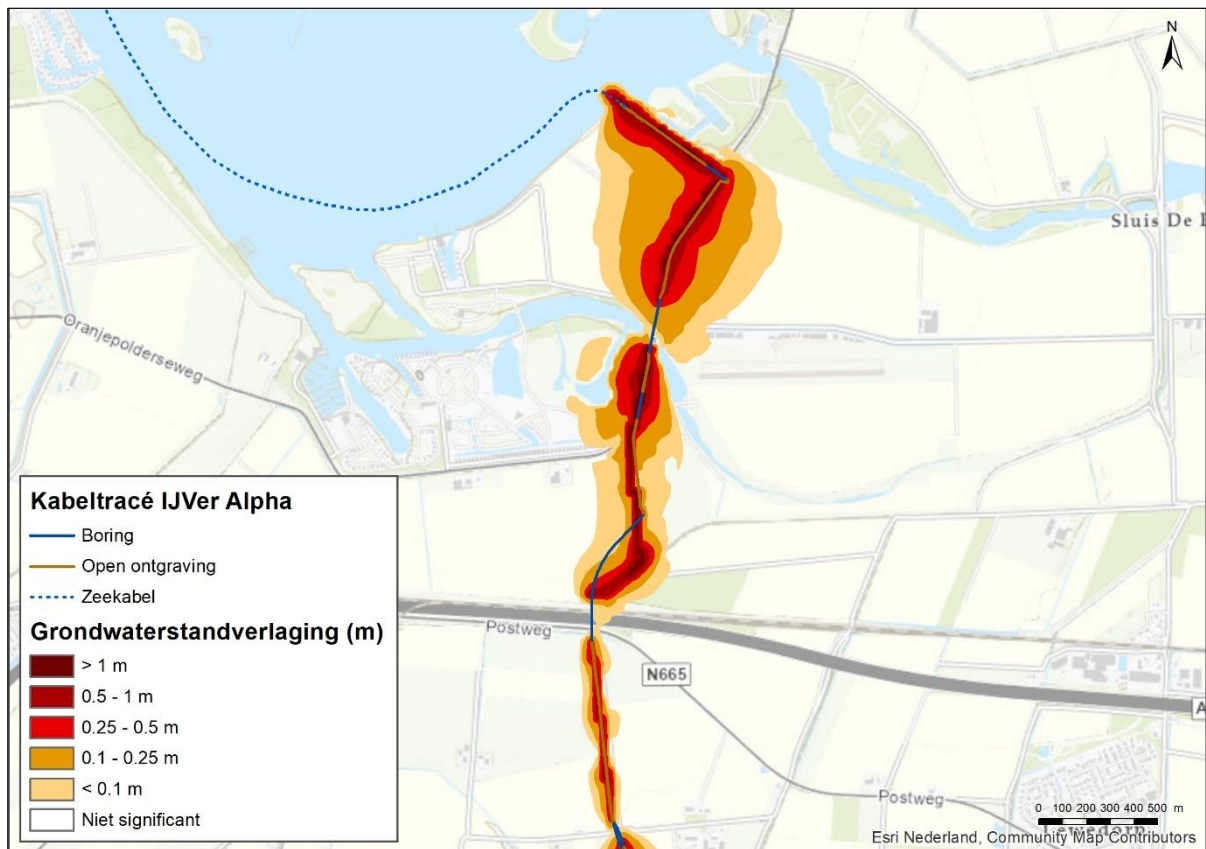 N
Sluis De
Oranjepolderseweg
Kabeltracé IJVer Alpha
Boring
Open ontgraving
Zeekabel
Grondwaterstandverlaging (m)
> 1 m
0.5 - 1 m
0.25 - 0.5 m
0.1 - 0.25 m
< 0.1 m
Niet significant
Postweg
N665
A
Postweg
0 100 200 300 400 500 m
Lewedorp
Esri Nederland, Community Map Contributors